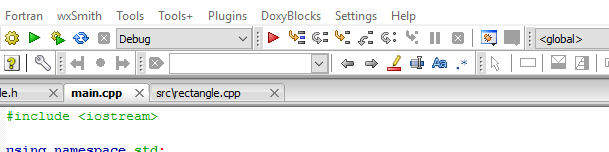 Fortran wxSmith Tools Tools+ Plugins DoxyBlocks Settings Help
Debug <global>
Aa .*
le.h main.cpp src\rectangle.cpp
#include <iostream>
using namespace std;